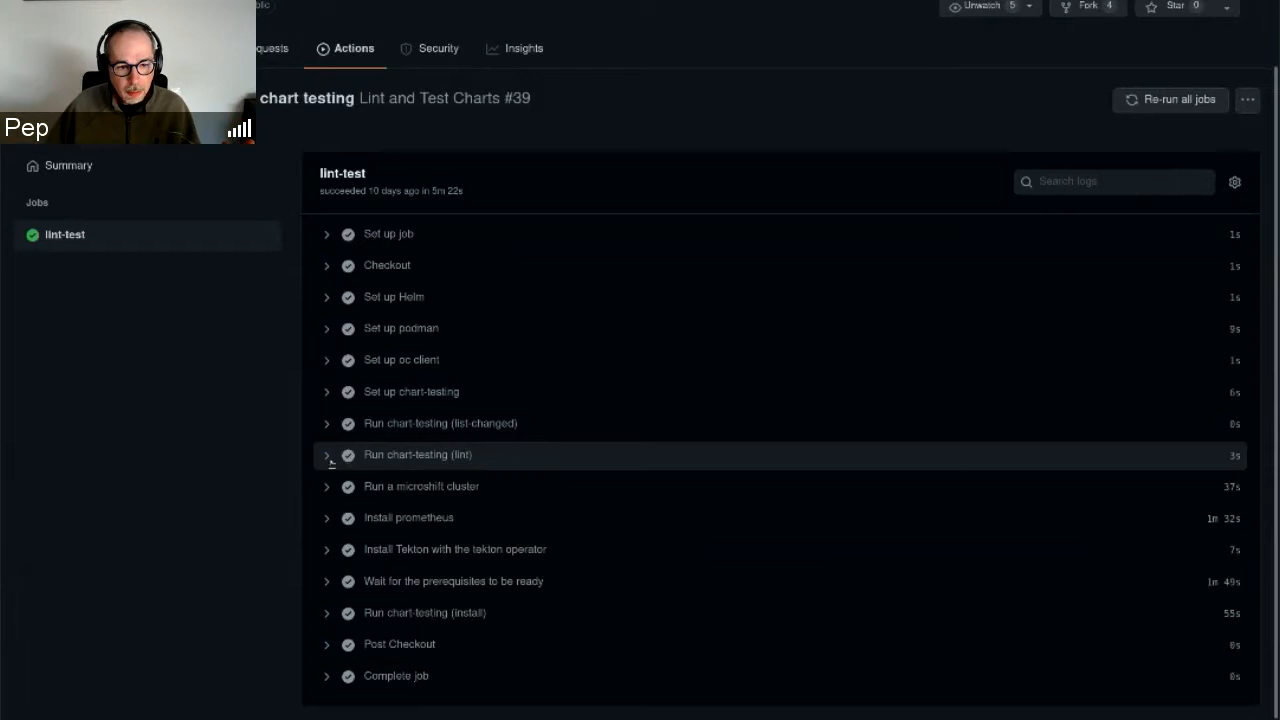 Unwatch 5
Fork 4
Star 0
Actions
Security
Insights
chart testing Lint and Test Charts #39
Re-run all jobs
Pep
Summary
Jobs
lint-test
lint-test
succeeded 10 days ago in 5m 22s
Search logs
Set up job 1s
Checkout 1s
Set up Helm 1s
Set up podman 9s
Set up oc client 1s
Set up chart-testing 6s
Run chart-testing (list-changed) 0s
Run chart-testing (lint) 3s
Run a microshift cluster 37s
Install prometheus 1m 32s
Install Tekton with the tekton operator 7s
Wait for the prerequisites to be ready 1m 49s
Run chart-testing (install) 55s
Post Checkout 0s
Complete job 0s